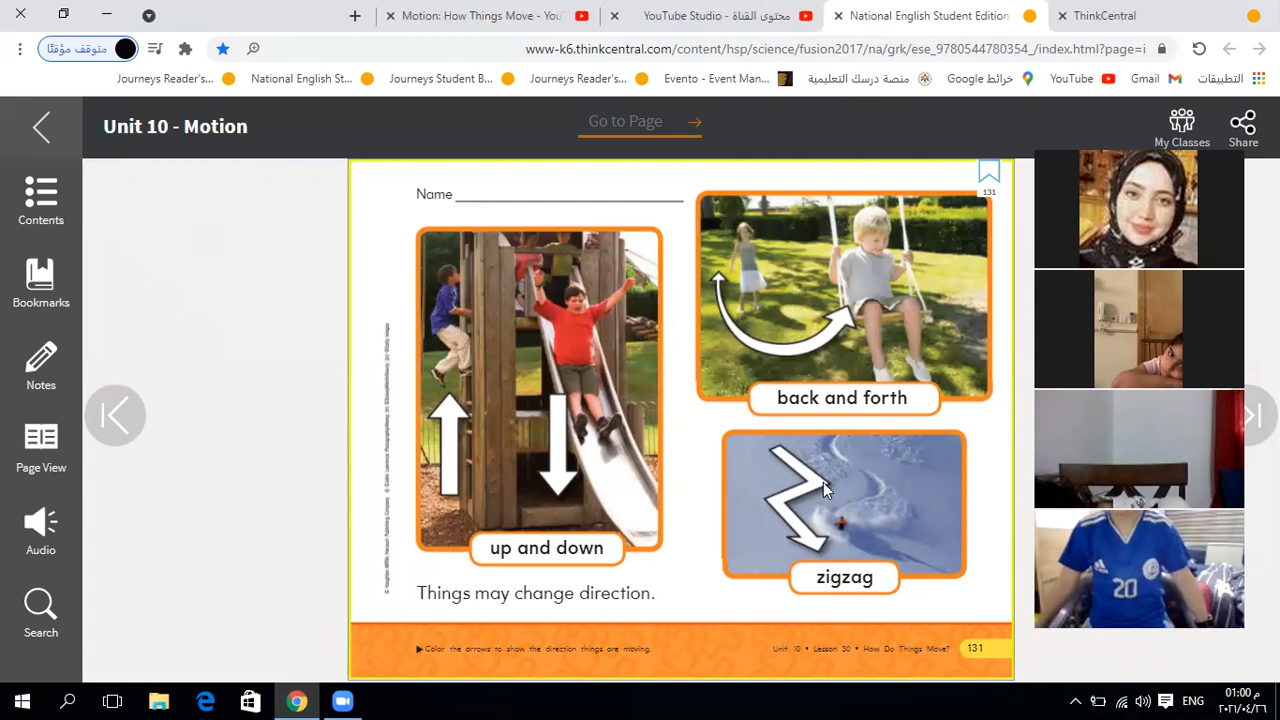 Motion: How Things Move - You
YouTube Studio - محتوى القناة
National English Student Edition
ThinkCentral
متوقف مؤقتًا
www-k6.thinkcentral.com/content/hsp/science/fusion2017/na/grk/ese_9780544780354_/index.html?page=i
Journeys Reader's...
National English St...
Journeys Student B...
Journeys Reader's...
Evento - Event Man...
منصة درسك التعليمية
خرائط Google
YouTube
Gmail
التطبيقات
Unit 10 - Motion
Go to Page
My Classes
Share
Contents
Bookmarks
Notes
Page View
Audio
Search
131
Name
back and forth
up and down
zigzag
Things may change direction.
Color the arrows to show the direction things are moving.
Unit 10 • Lesson 30 • How Do Things Move?
131
20
ENG
01:00 م
٢٠٢١/٠٤/٢٦